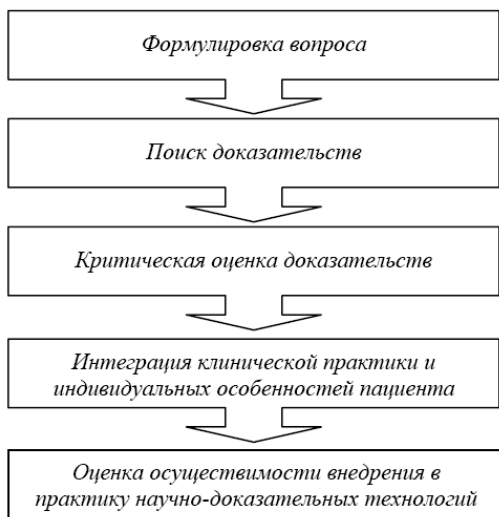 Формулировка вопроса
Поиск доказательств
Критическая оценка доказательств
Интеграция клинической практики и
индивидуальных особенностей пациента
Оценка осуществимости внедрения в
практику научно-доказательных технологий